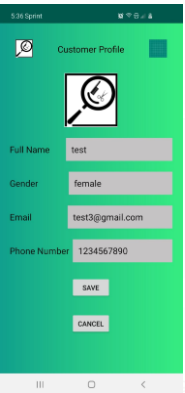 5:36 Sprint
Customer Profile
Full Name test
Gender female
Email test3@gmail.com
Phone Number 1234567890
SAVE
CANCEL